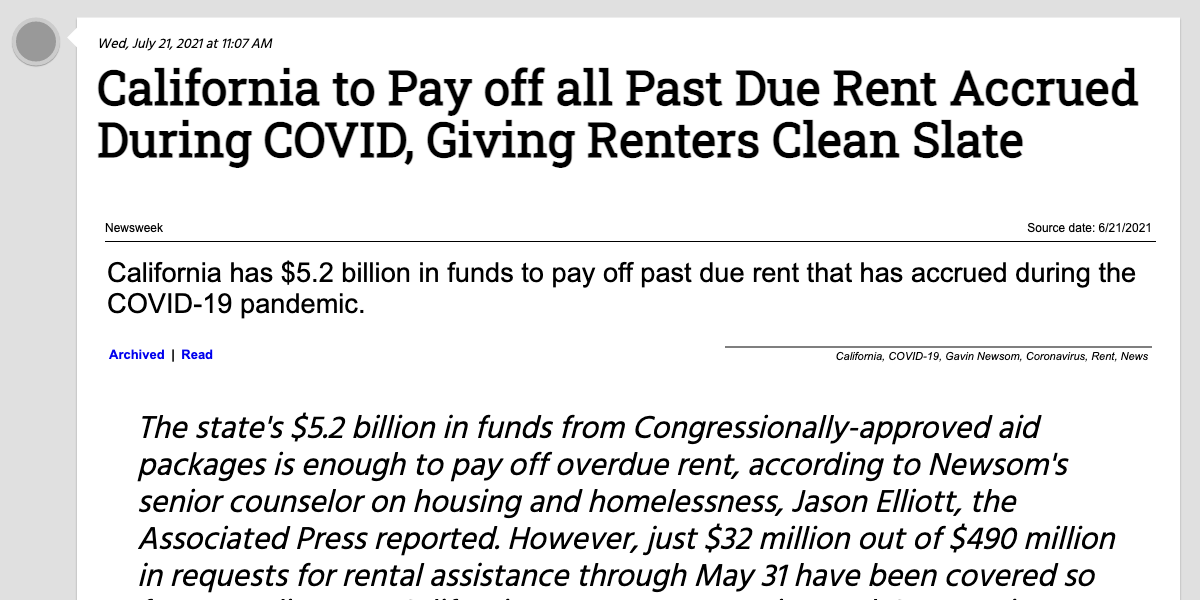 Wed, July 21, 2021 at 11:07 AM
California to Pay off all Past Due Rent Accrued
During COVID, Giving Renters Clean Slate
Newsweek
Source date: 6/21/2021
California has $5.2 billion in funds to pay off past due rent that has accrued during the
COVID-19 pandemic.
Archived | Read
California, COVID-19, Gavin Newsom, Coronavirus, Rent, News
The state's $5.2 billion in funds from Congressionally-approved aid
packages is enough to pay off overdue rent, according to Newsom's
senior counselor on housing and homelessness, Jason Elliott, the
Associated Press reported. However, just $32 million out of $490 million
in requests for rental assistance through May 31 have been covered so